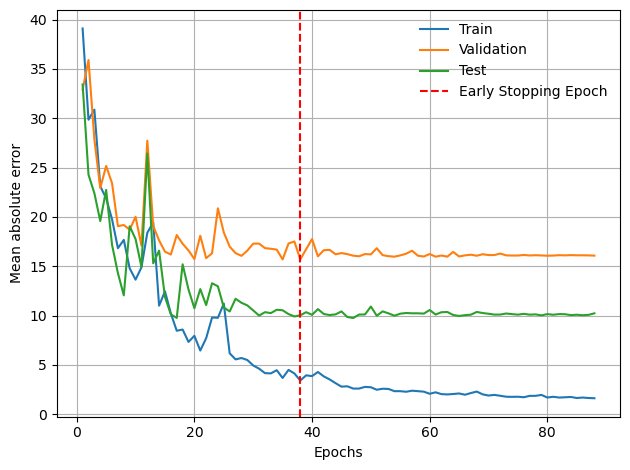 40
35
30
25
20
15
10
5
0
Mean absolute error
Train
Validation
Test
Early Stopping Epoch
0 20 40 60 80
Epochs